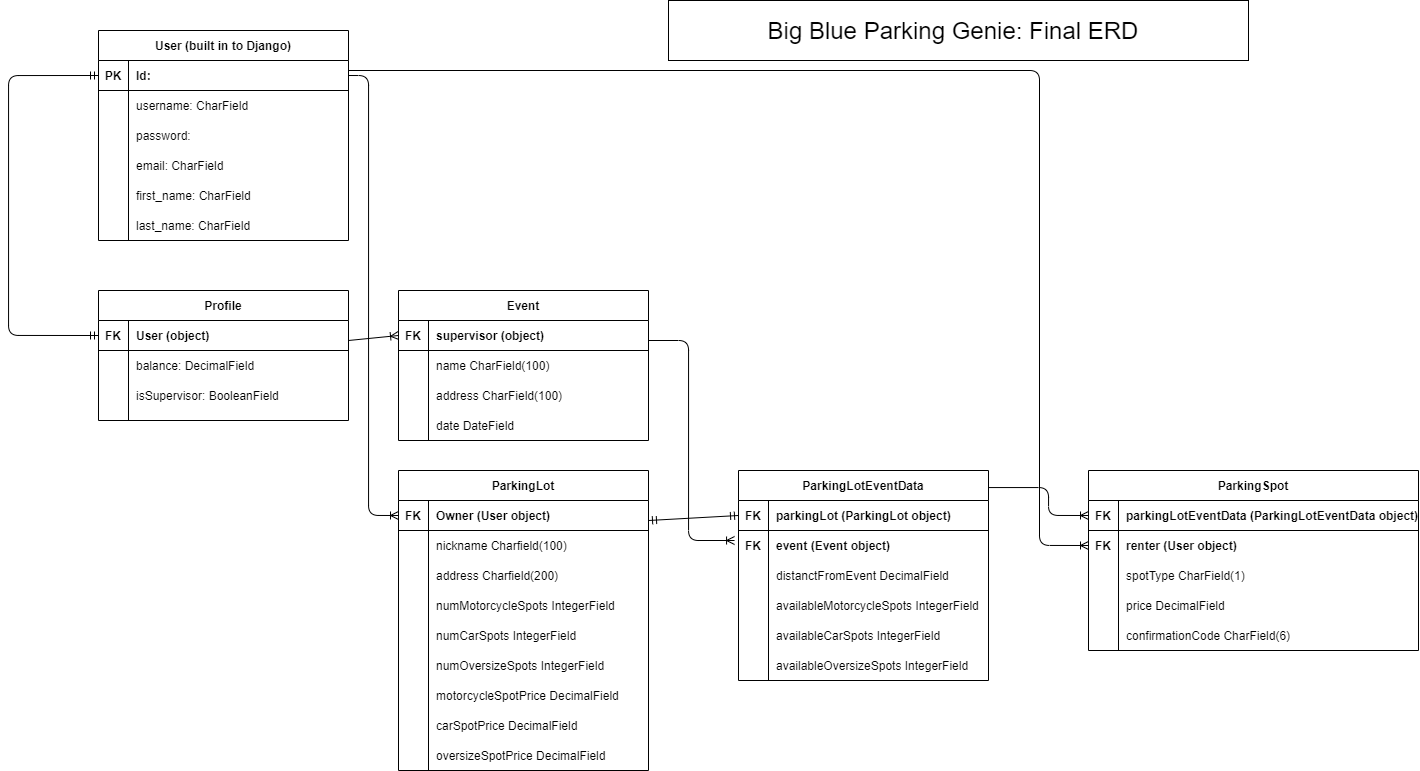 Big Blue Parking Genie: Final ERD
User (built in to Django)
PK Id:
username: CharField
password:
email: CharField
first_name: CharField
last_name: CharField
Profile
FK User (object)
balance: DecimalField
isSupervisor: BooleanField
Event
FK supervisor (object)
name CharField(100)
address CharField(100)
date DateField
ParkingLot
FK Owner (User object)
nickname Charfield(100)
address Charfield(200)
numMotorcycleSpots IntegerField
numCarSpots IntegerField
numOversizeSpots IntegerField
motorcycleSpotPrice DecimalField
carSpotPrice DecimalField
oversizeSpotPrice DecimalField
ParkingLotEventData
FK parkingLot (ParkingLot object)
FK event (Event object)
distanctFromEvent DecimalField
availableMotorcycleSpots IntegerField
availableCarSpots IntegerField
availableOversizeSpots IntegerField
ParkingSpot
FK parkingLotEventData (ParkingLotEventData object)
FK renter (User object)
spotType CharField(1)
price DecimalField
confirmationCode CharField(6)